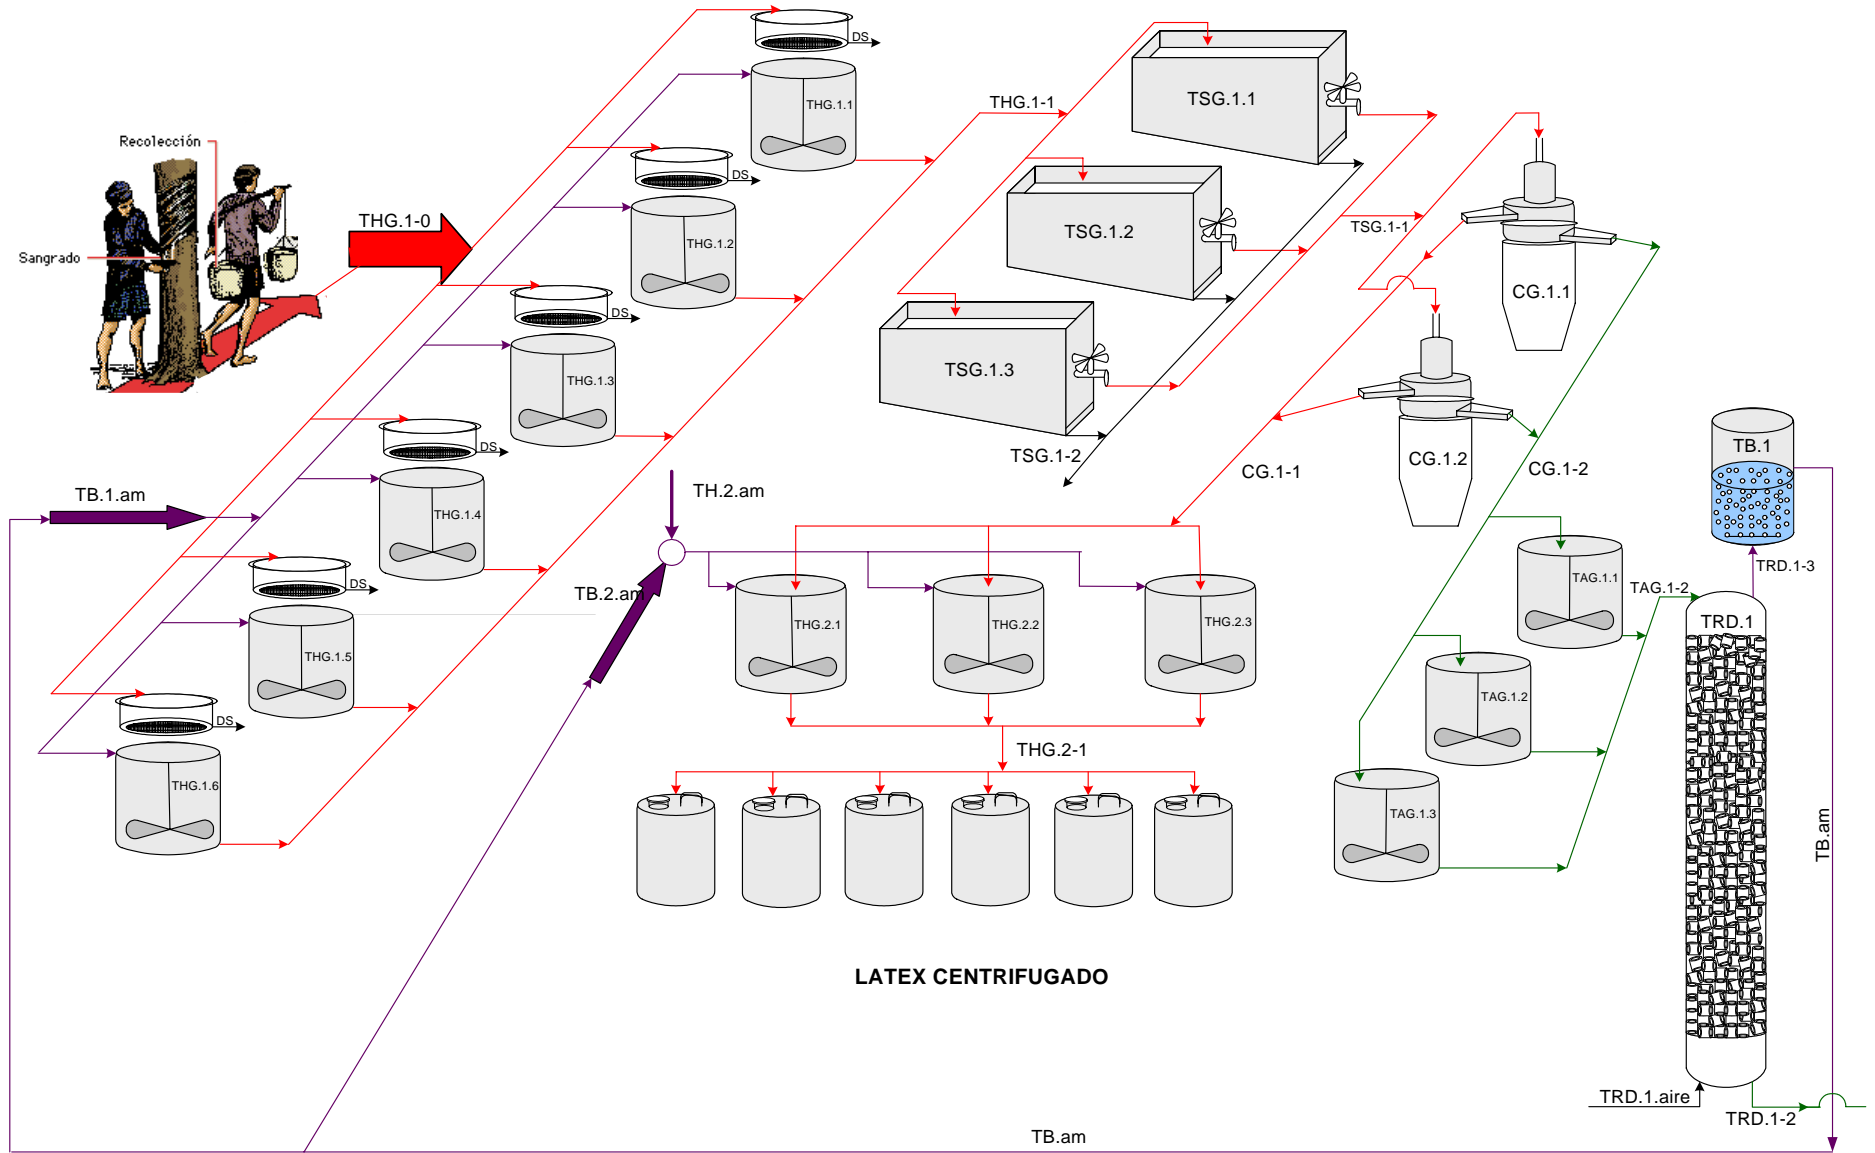 DS
THG.1.1
THG.1-1
TSG.1.1
Recolección
DS
THG.1.2
THG.1-0
Sangrado
TSG.1.2
TSG.1-1
CG.1.1
DS
THG.1.3
TSG.1.3
TSG.1-2
CG.1-1
CG.1.2
CG.1-2
TB.1
DS
THG.1.4
TB.1.am
TH.2.am
TRD.1-3
DS
THG.1.5
TB.2.am
THG.2.1
THG.2.2
THG.2.3
TAG.1.1
TAG.1-2
TRD.1
TAG.1.2
DS
THG.1.6
THG.2-1
TAG.1.3
TB.am
LATEX CENTRIFUGADO
TRD.1.aire
TRD.1-2
TB.am